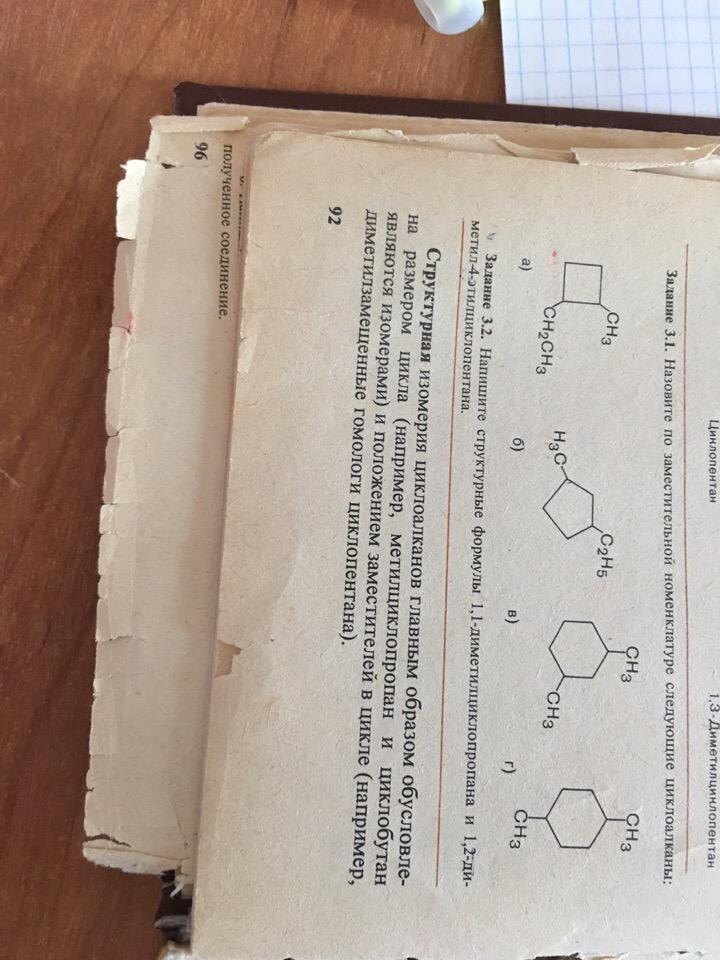 Циклопентан 1,3-Диметилциклопентан
Задание 3.1. Назовите по заместительной номенклатуре следующие циклоалканы:
CH3 C2H5 CH3 CH3
CH2CH3 H3C CH3 CH3
а) б) в) г)
Задание 3.2. Напишите структурные формулы 1,1-диметилциклопропана и 1,2-ди-
метил-4-этилциклопентана.
Структурная изомерия циклоалканов главным образом обусловле-
на размером цикла (например, метилциклопропан и циклобутан
являются изомерами) и положением заместителей в цикле (например,
диметилзамещенные гомологи циклопентана).
92
полученное соединение.
96